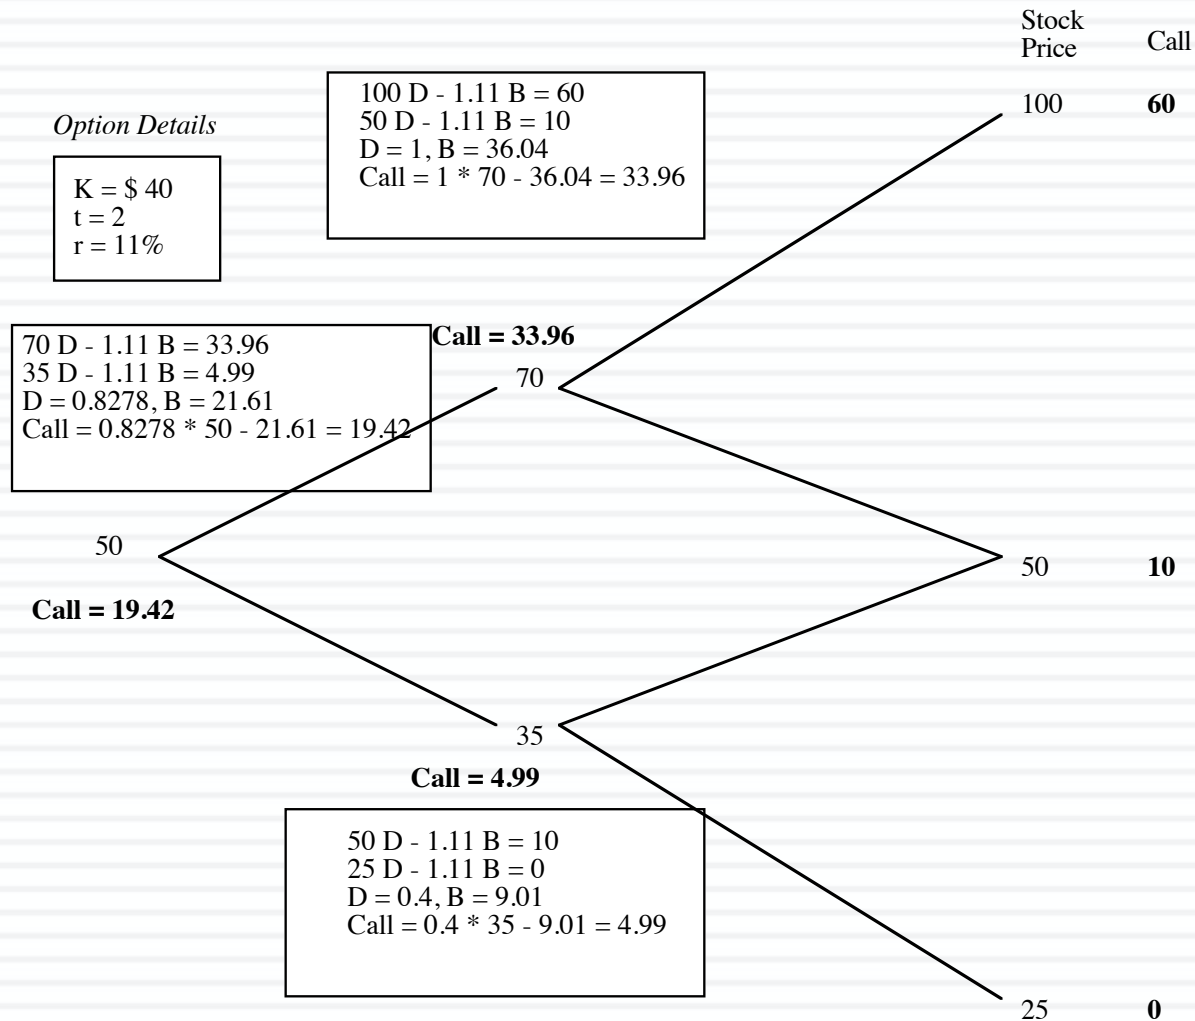 Stock
Price
Call
Option Details
K = $ 40
t = 2
r = 11%
100 D - 1.11 B = 60
50 D - 1.11 B = 10
D = 1, B = 36.04
Call = 1 * 70 - 36.04 = 33.96
100 60
70 D - 1.11 B = 33.96
35 D - 1.11 B = 4.99
D = 0.8278, B = 21.61
Call = 0.8278 * 50 - 21.61 = 19.42
Call = 33.96
70
50
Call = 19.42
50 10
35
Call = 4.99
50 D - 1.11 B = 10
25 D - 1.11 B = 0
D = 0.4, B = 9.01
Call = 0.4 * 35 - 9.01 = 4.99
25 0